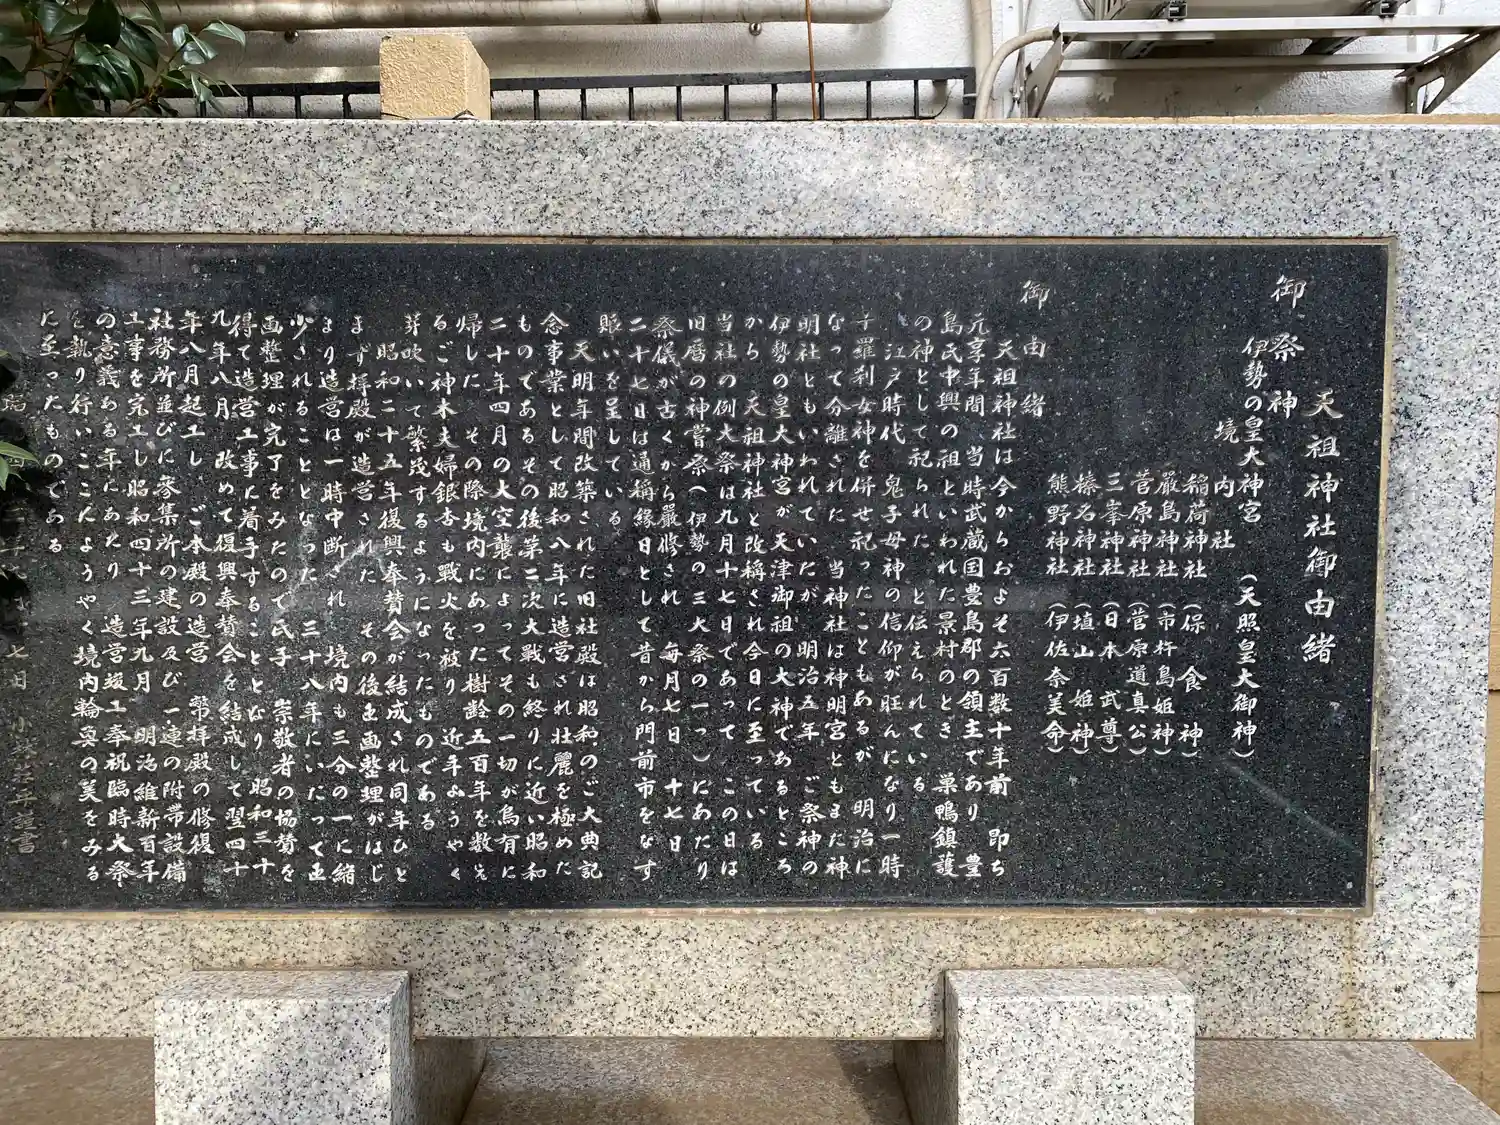 天祖神社御由緒
御祭神
伊勢の皇大神宮 (天照皇大御神)
境内社
稲荷神社 (保食神)
厳島神社 (市杵島姫神)
菅原神社 (菅原道真公)
三峯神社 (日本武尊)
榛名神社 (埴山姫神)
熊野神社 (伊佐奈美命)
御由緒
天祖神社は今からおよそ六百数十年前 即ち
元享年間 当時武蔵国豊島郡の領主であり 豊
島氏中興の祖といわれた景村のとき 巣鴨鎮護
の神として祀られた と伝えられている
江戸時代 鬼子母神の信仰が旺んになり一時
十羅刹女神を併せ祀ったこともあるが 明治に
なって分離された 当神社は神明宮ともまた神
明社ともいわれていたが 明治五年 ご祭神の
伊勢の皇大神宮が天津御祖の大神であるところ
から 天祖神社と改称され今日に至っている
当社の例大祭は九月十七日であって この日は
旧暦の神嘗祭(伊勢の三大祭の一つ)にあたり
祭儀が古くから厳修され 毎月七日 十七日
二十七日は通稱縁日として昔から門前市をなす
賑いを呈している
天明年間改築された旧社殿は昭和のご大典記
念事業として昭和八年に造営され壮麗を極めた
ものである その後第二次大戦も終りに近い昭和
二十年四月の大空襲によってその一切が烏有に
帰した その際境内にあった樹齢五百年を数え
るご神木夫婦銀杏も戦火を被り 近年ようやく
芽吹いて繁茂するようになったものである
昭和二十五年復興奉賛会が結成され同年ひと
まず拝殿が造営された その後区画整理がはじ
まり造営は一時中断され 境内も三分の一に縮
少されることとなった 三十八年にいたって区
画整理が完了をみたので氏子 崇敬者の協賛を
得て造営工事に着手することとなり 昭和三十
九年八月 改めて復興奉賛会を結成して翌四十
年八月起工し ご本殿の造営 幣拝殿の修復
社務所並びに参集所の建設及び一連の附帯設備
工事を完工し昭和四十三年九月 明治維新百年
の意義ある年にあたり 造営竣工奉祝臨時大祭
を執り行いここにようやく境内輪奐の美をみる
に至ったものである
昭 四 七日